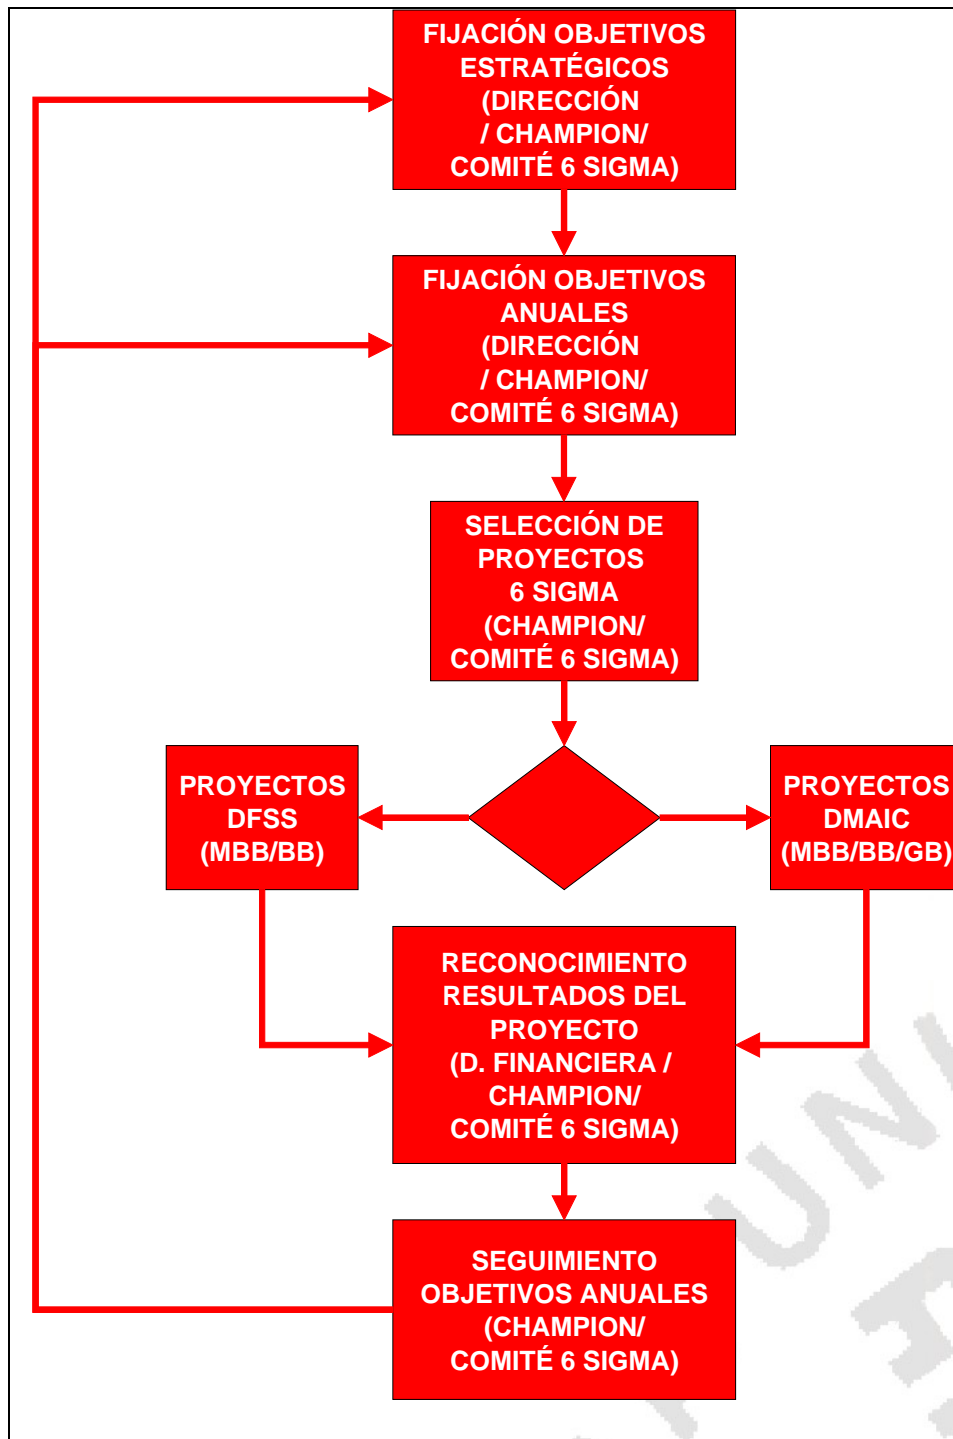 FIJACIÓN OBJETIVOS
ESTRATÉGICOS
(DIRECCIÓN
/ CHAMPION/
COMITÉ 6 SIGMA)
FIJACIÓN OBJETIVOS
ANUALES
(DIRECCIÓN
/ CHAMPION/
COMITÉ 6 SIGMA)
SELECCIÓN DE
PROYECTOS
6 SIGMA
(CHAMPION/
COMITÉ 6 SIGMA)
PROYECTOS
DFSS
(MBB/BB)
PROYECTOS
DMAIC
(MBB/BB/GB)
RECONOCIMIENTO
RESULTADOS DEL
PROYECTO
(D. FINANCIERA /
CHAMPION/
COMITÉ 6 SIGMA)
SEGUIMIENTO
OBJETIVOS ANUALES
(CHAMPION/
COMITÉ 6 SIGMA)